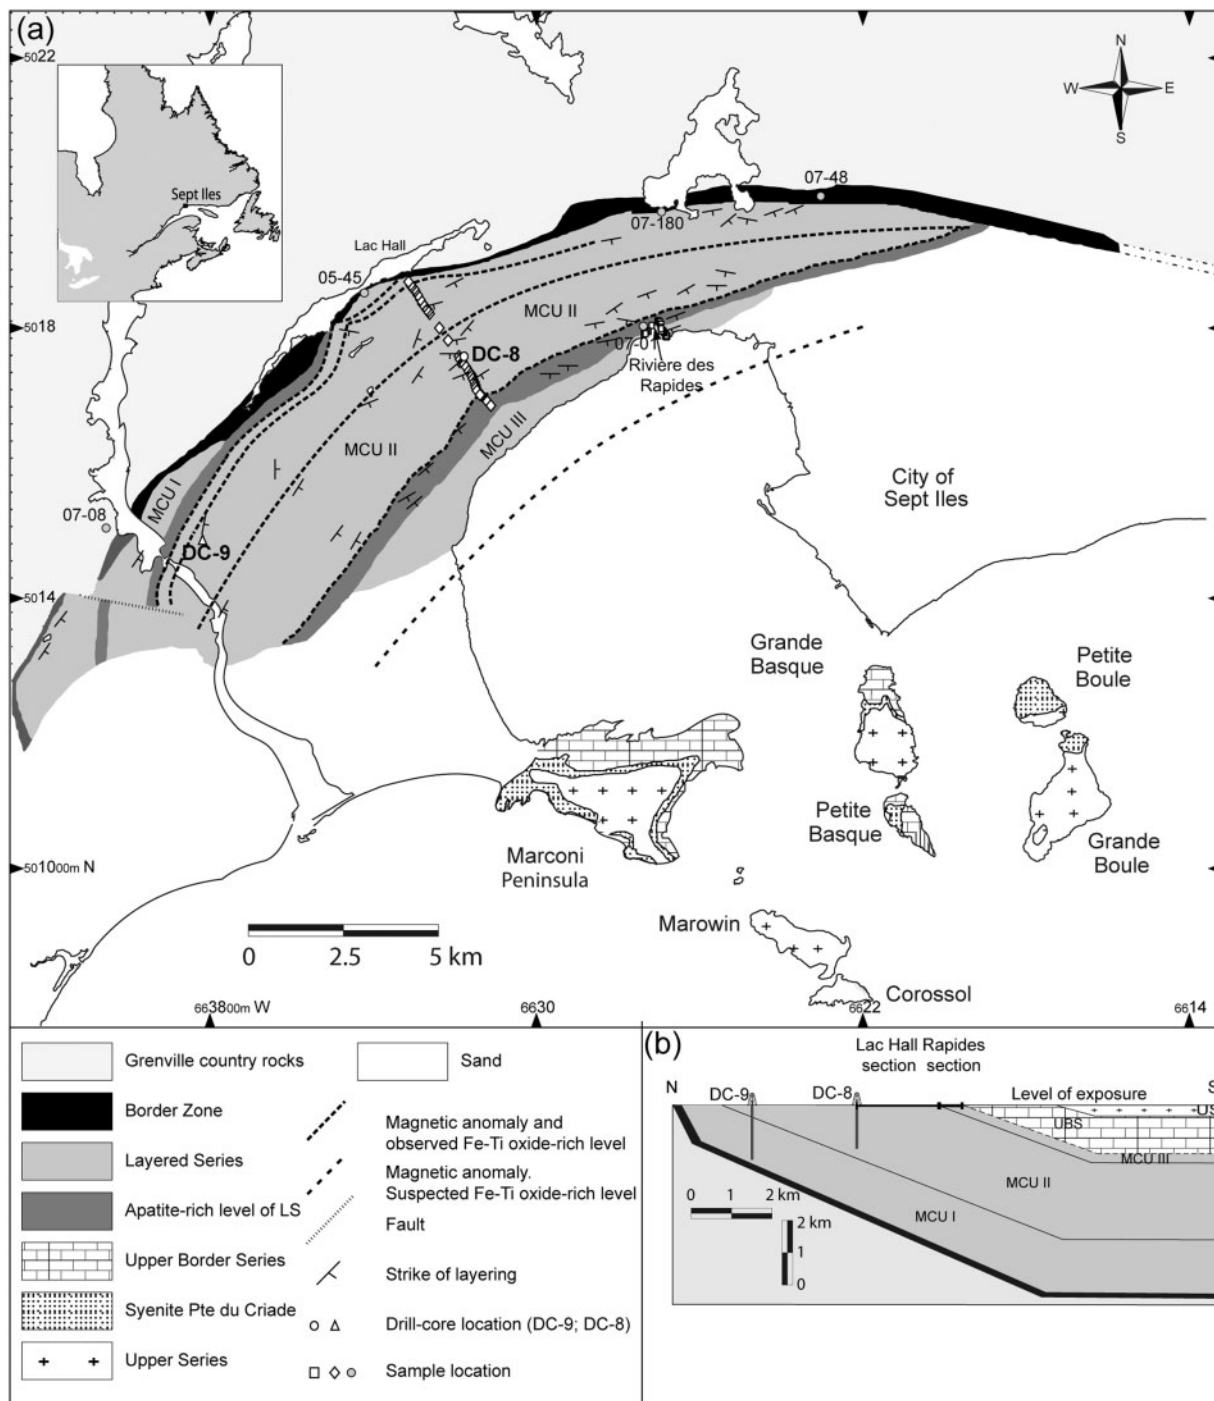 (a)
5022
N
W E
S
Sept Iles
07-48
07-180
Lac Hall
05-45
MCU II
5018
DC-8
07-01
Rivière des
Rapides
MCU III
MCU II
City of
Sept Iles
MCU I
07-08
DC-9
5014
Grande
Basque
Petite
Boule
Petite
Basque
Grande
Boule
Marconi
Peninsula
501000m N
Marowin
0 2.5 5 km
Corossol
663800m W
6630
6622
6614
Grenville country rocks
Border Zone
Layered Series
Apatite-rich level of LS
Upper Border Series
Syenite Pte du Criade
Upper Series
Sand
Magnetic anomaly and
observed Fe-Ti oxide-rich level
Magnetic anomaly.
Suspected Fe-Ti oxide-rich level
Fault
Strike of layering
Drill-core location (DC-9; DC-8)
Sample location
(b)
Lac Hall Rapides
section section
N
DC-9
DC-8
Level of exposure
S
US
UBS
MCU III
MCU II
MCU I
0 1 2 km
2 km
1
0